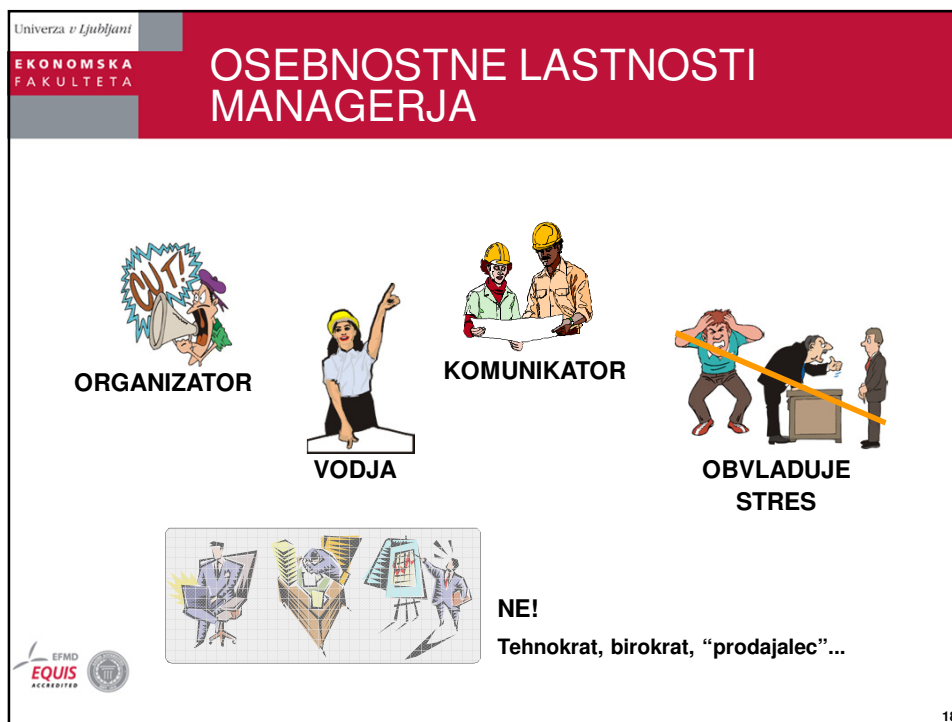 Univerza v Ljubljani
EKONOMSKA
FAKULTETA
OSEBNOSTNE LASTNOSTI
MANAGERJA
CUT!
ORGANIZATOR
VODJA
KOMUNIKATOR
OBVLADUJE
STRES
NE!
Tehnokrat, birokrat, “prodajalec”...
EFMD
EQUIS
ACCREDITED